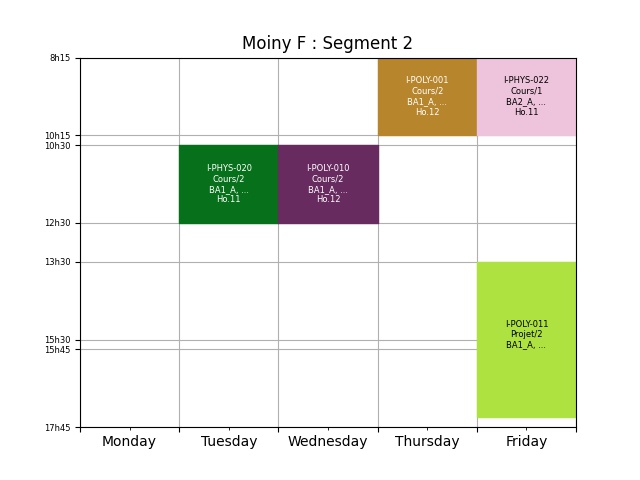 Moiny F : Segment 2
8h15
I-POLY-001
Cours/2
BA1_A, ...
Ho.12
I-PHYS-022
Cours/1
BA2_A, ...
Ho.11
10h15
10h30
I-PHYS-020
Cours/2
BA1_A, ...
Ho.11
I-POLY-010
Cours/2
BA1_A, ...
Ho.12
12h30
13h30
I-POLY-011
Projet/2
BA1_A, ...
15h30
15h45
17h45
Monday Tuesday Wednesday Thursday Friday